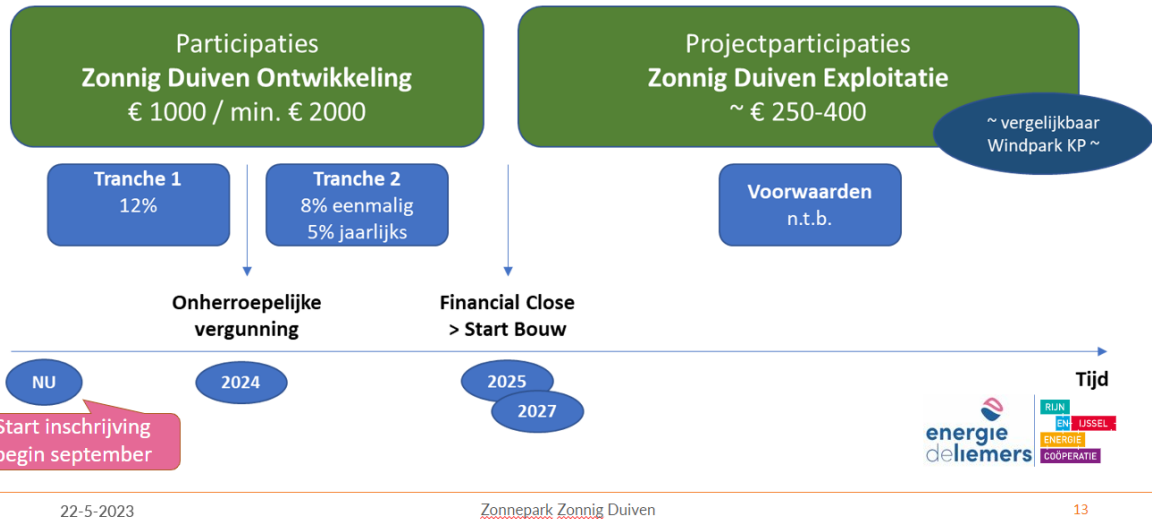 Participaties
Zonnig Duiven Ontwikkeling
€ 1000 / min. € 2000
Projectparticipaties
Zonnig Duiven Exploitatie
~ € 250-400
~ vergelijkbaar
Windpark KP ~
Tranche 1
12%
Tranche 2
8% eenmalig
5% jaarlijks
Voorwaarden
n.t.b.
Onherroepelijke
vergunning
Financial Close
> Start Bouw
NU
2024
2025
2027
Tijd
Start inschrijving
begin september
energie
deliemers
RIJN
EN- IJSSEL
ENERGIE
COÖPERATIE
22-5-2023
Zonnepark Zonnig Duiven
13